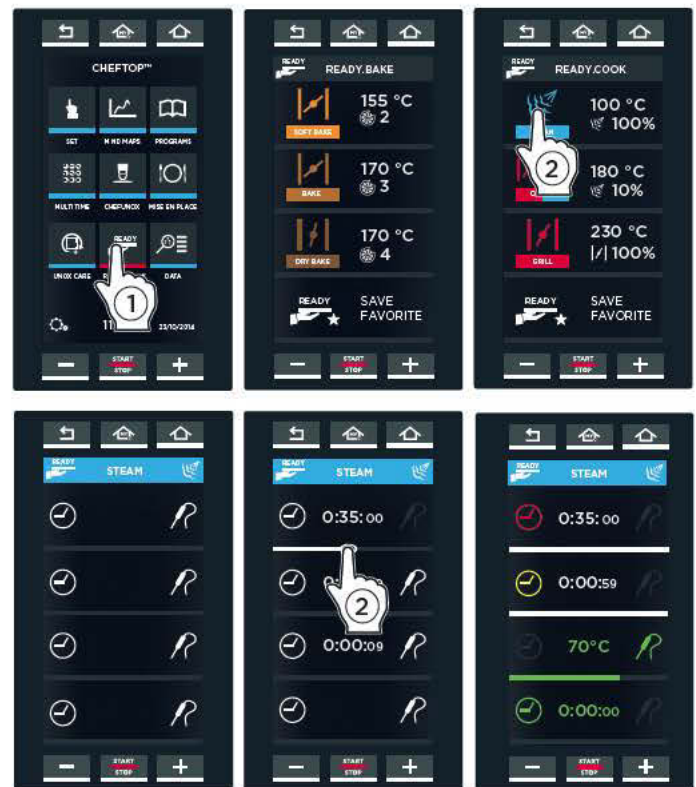 CHEFTOP™
SET
MIND MAPS
PROGRAMS
MULTI TIME
CHEFUNOX
MISE EN PLACE
READY
UNOX CARE
DATA
1
11
23/10/2014
START
STOP
READY
READY.BAKE
155 °C
2
SOFT BAKE
170 °C
3
BAKE
170 °C
4
DRY BAKE
READY
SAVE
FAVORITE
START
STOP
READY
READY.COOK
100 °C
100%
2
180 °C
10%
230 °C
100%
GRILL
READY
SAVE
FAVORITE
START
STOP
READY
STEAM
START
STOP
READY
STEAM
0:35:00
2
0:00:09
START
STOP
READY
STEAM
0:35:00
0:00:59
70°C
0:00:00
START
STOP